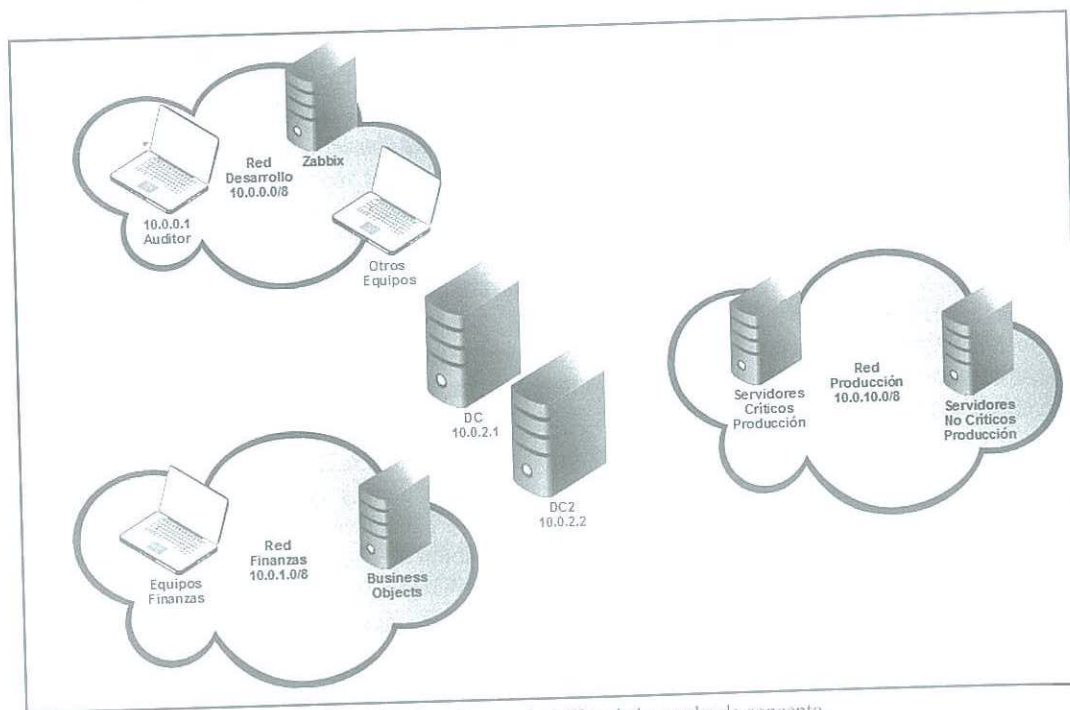 Red
Desarrollo
10.0.0.0/8
Zabbix
10.0.0.1
Auditor
Otros
Equipos
DC
10.0.2.1
DC2
10.0.2.2
Servidores
Críticos
Producción
Red
Producción
10.0.10.0/8
Servidores
No Críticos
Producción
Equipos
Finanzas
Red
Finanzas
10.0.1.0/8
Business
Objects
de concepto